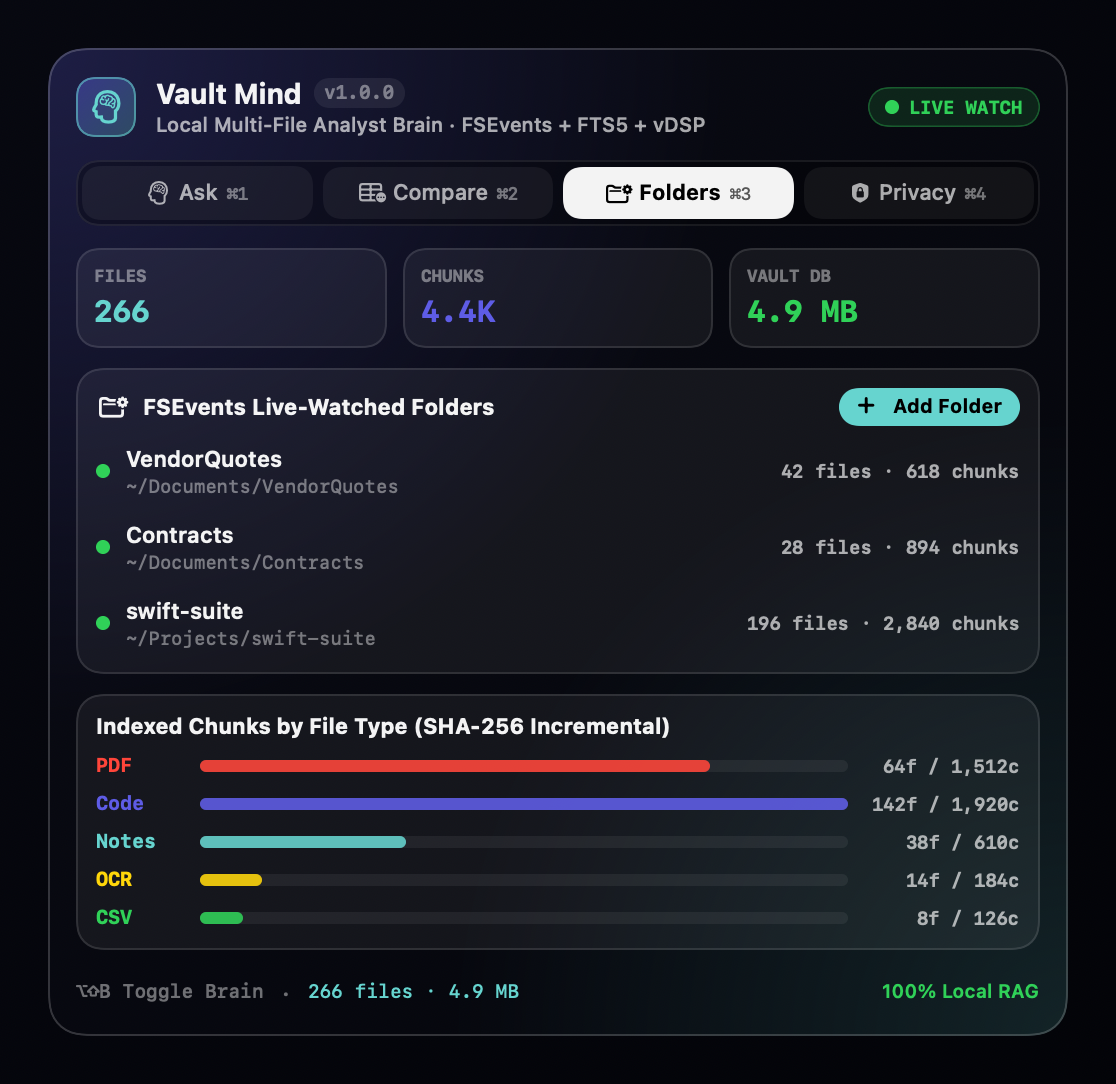 Vault Mind v1.0.0
Local Multi-File Analyst Brain · FSEvents + FTS5 + vDSP
LIVE WATCH
Ask ⌘1
Compare ⌘2
Folders ⌘3
Privacy ⌘4
FILES
266
CHUNKS
4.4K
VAULT DB
4.9 MB
FSEvents Live-Watched Folders
+ Add Folder
VendorQuotes
~/Documents/VendorQuotes
42 files · 618 chunks
Contracts
~/Documents/Contracts
28 files · 894 chunks
swift-suite
~/Projects/swift-suite
196 files · 2,840 chunks
Indexed Chunks by File Type (SHA-256 Incremental)
PDF 64f / 1,512c
Code 142f / 1,920c
Notes 38f / 610c
OCR 14f / 184c
CSV 8f / 126c
⌥⇧B Toggle Brain · 266 files · 4.9 MB
100% Local RAG